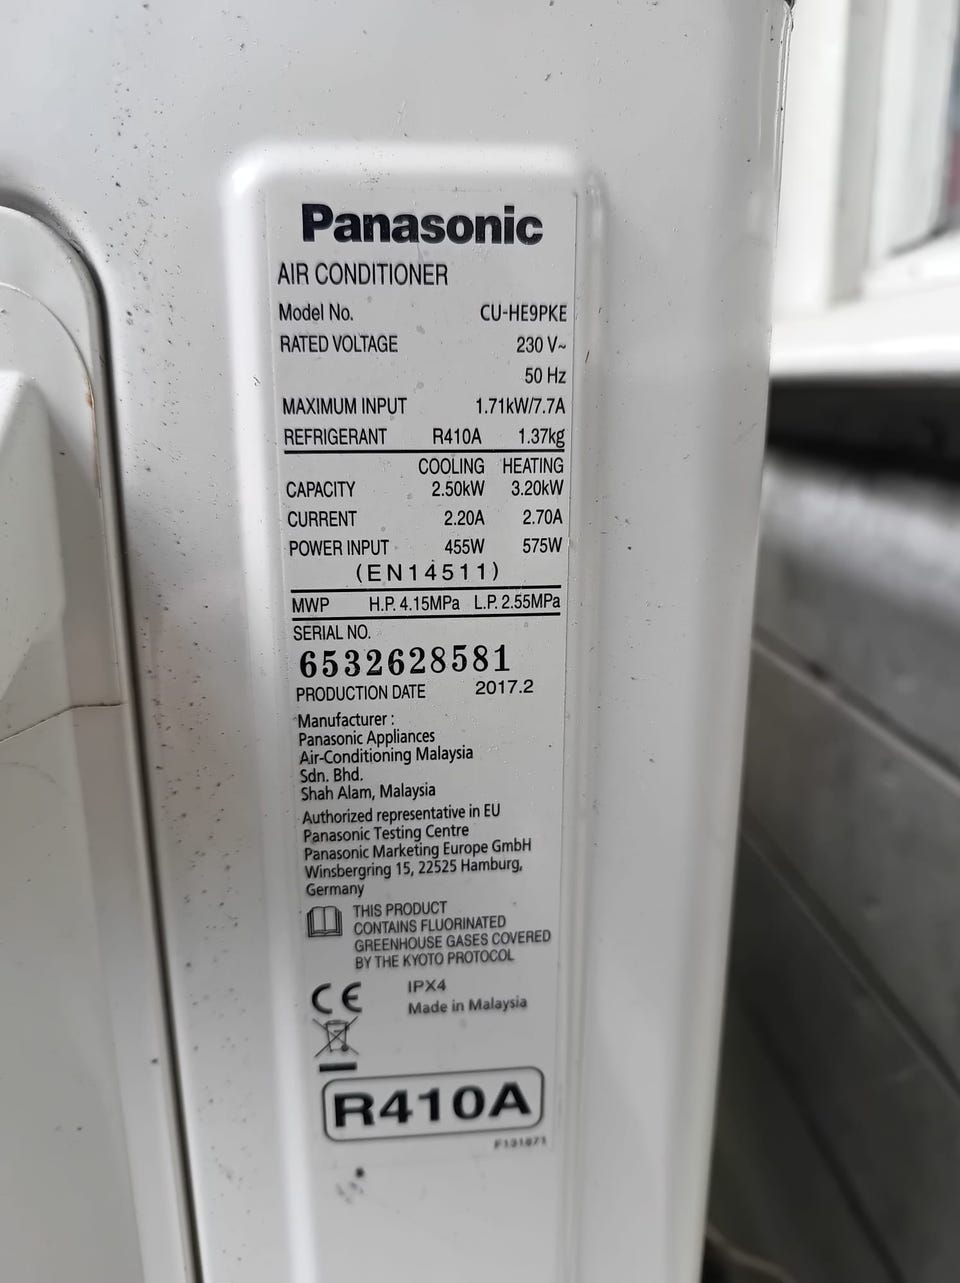 Panasonic
AIR CONDITIONER
Model No. CU-HE9PKE
RATED VOLTAGE 230 V~
50 Hz
MAXIMUM INPUT 1.71kW/7.7A
REFRIGERANT R410A 1.37kg
COOLING HEATING
CAPACITY 2.50kW 3.20kW
CURRENT 2.20A 2.70A
POWER INPUT 455W 575W
(EN14511)
MWP H.P. 4.15MPa L.P. 2.55MPa
SERIAL NO.
6532628581
PRODUCTION DATE 2017.2
Manufacturer :
Panasonic Appliances
Air-Conditioning Malaysia
Sdn. Bhd.
Shah Alam, Malaysia
Authorized representative in EU
Panasonic Testing Centre
Panasonic Marketing Europe GmbH
Winsbergring 15, 22525 Hamburg,
Germany
THIS PRODUCT
CONTAINS FLUORINATED
GREENHOUSE GASES COVERED
BY THE KYOTO PROTOCOL
CE IPX4
Made in Malaysia
R410A
F131871